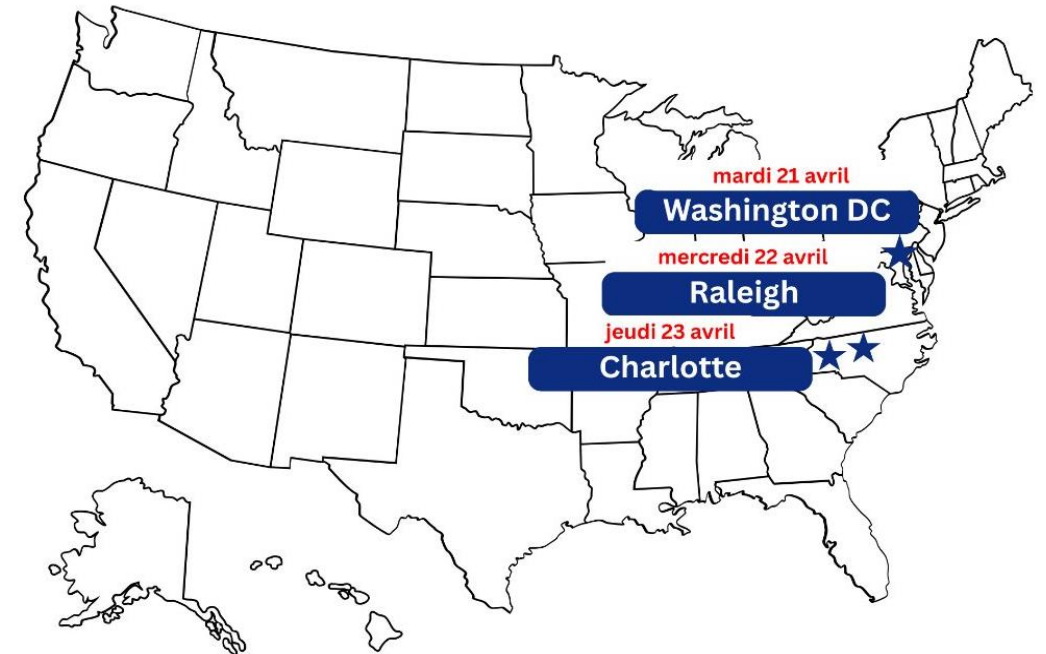 mardi 21 avril
Washington DC
mercredi 22 avril
Raleigh
jeudi 23 avril
Charlotte